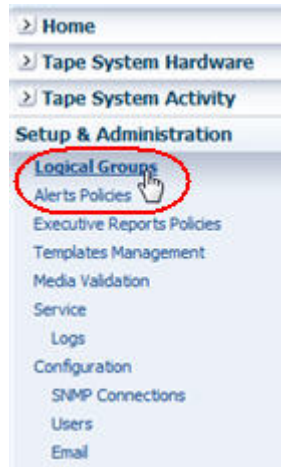 Home
Tape System Hardware
Tape System Activity
Setup & Administration
Logical Groups
Alerts Policies
Executive Reports Policies
Templates Management
Media Validation
Service
Logs
Configuration
SNMP Connections
Users
Email